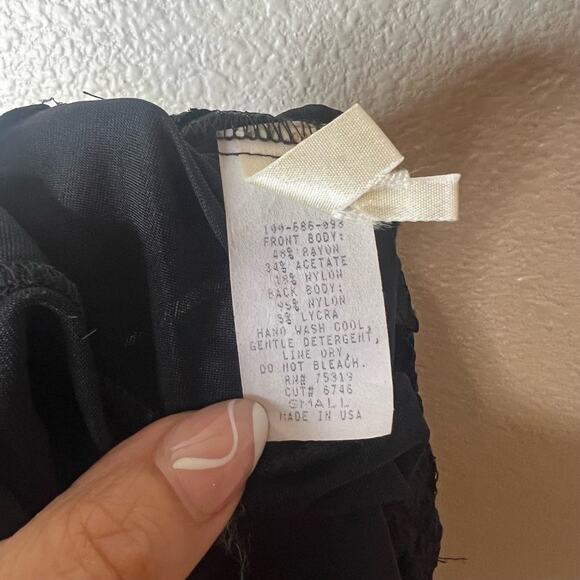 199-686-098
FRONT BODY:
48% RAYON
34% ACETATE
18% NYLON
BACK BODY:
95% NYLON
5% LYCRA
HAND WASH COOL,
GENTLE DETERGENT,
LINE DRY,
DO NOT BLEACH.
RN# 75319
CUT# 6746
SMALL
MADE IN USA